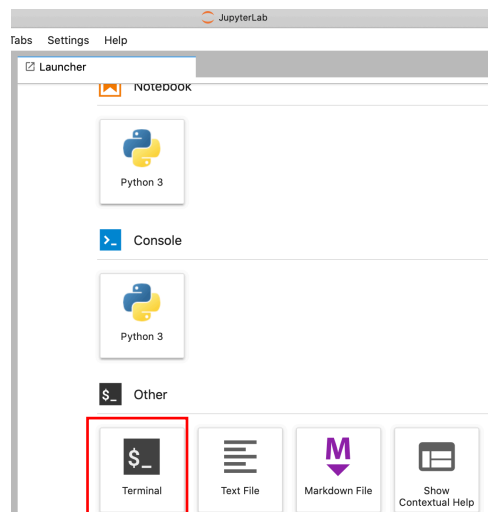 JupyterLab
Tabs Settings Help
Launcher
Notebook
Python 3
>_ Console
Python 3
$_ Other
$_
M
Terminal Text File Markdown File Show
Contextual Help